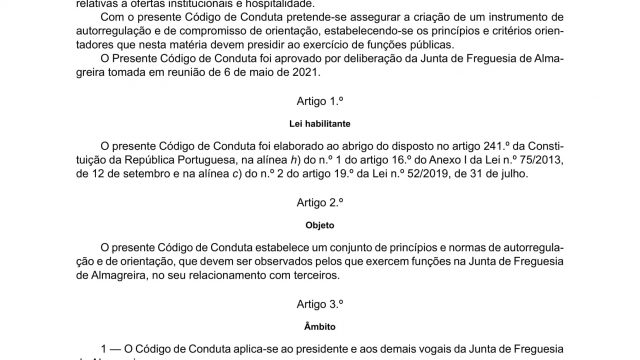 relativas a ofertas institucionais e hospitalidade.
Com o presente Código de Conduta pretende-se assegurar a criação de um instrumento de
autorregulação e de compromisso de orientação, estabelecendo-se os princípios e critérios orien-
tadores que nesta matéria devem presidir ao exercício de funções públicas.
O Presente Código de Conduta foi aprovado por deliberação da Junta de Freguesia de Alma-
greira tomada em reunião de 6 de maio de 2021.
Artigo 1.º
Lei habilitante
O presente Código de Conduta foi elaborado ao abrigo do disposto no artigo 241.º da Consti-
tuição da República Portuguesa, na alínea h) do n.º 1 do artigo 16.º do Anexo I da Lei n.º 75/2013,
de 12 de setembro e na alínea c) do n.º 2 do artigo 19.º da Lei n.º 52/2019, de 31 de julho.
Artigo 2.º
Objeto
O presente Código de Conduta estabelece um conjunto de princípios e normas de autorregula-
ção e de orientação, que devem ser observados pelos que exercem funções na Junta de Freguesia
de Almagreira, no seu relacionamento com terceiros.
Artigo 3.º
Âmbito
1 — O Código de Conduta aplica-se ao presidente e aos demais vogais da Junta de Freguesia